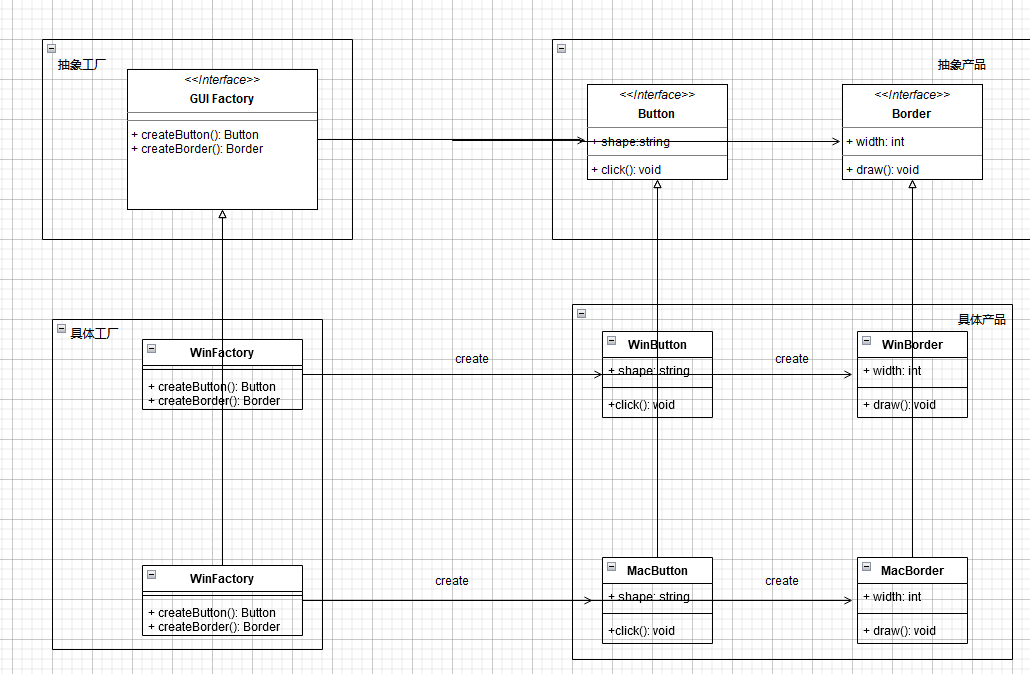 抽象工厂
<<Interface>>
GUI Factory
+ createButton(): Button
+ createBorder(): Border
抽象产品
<<Interface>>
Button
+ shape:string
+ click(): void
<<Interface>>
Border
+ width: int
+ draw(): void
具体工厂
WinFactory
+ createButton(): Button
+ createBorder(): Border
create
具体产品
WinButton
+ shape: string
+click(): void
create
WinBorder
+ width: int
+ draw(): void
WinFactory
+ createButton(): Button
+ createBorder(): Border
create
MacButton
+ shape: string
+click(): void
create
MacBorder
+ width: int
+ draw(): void